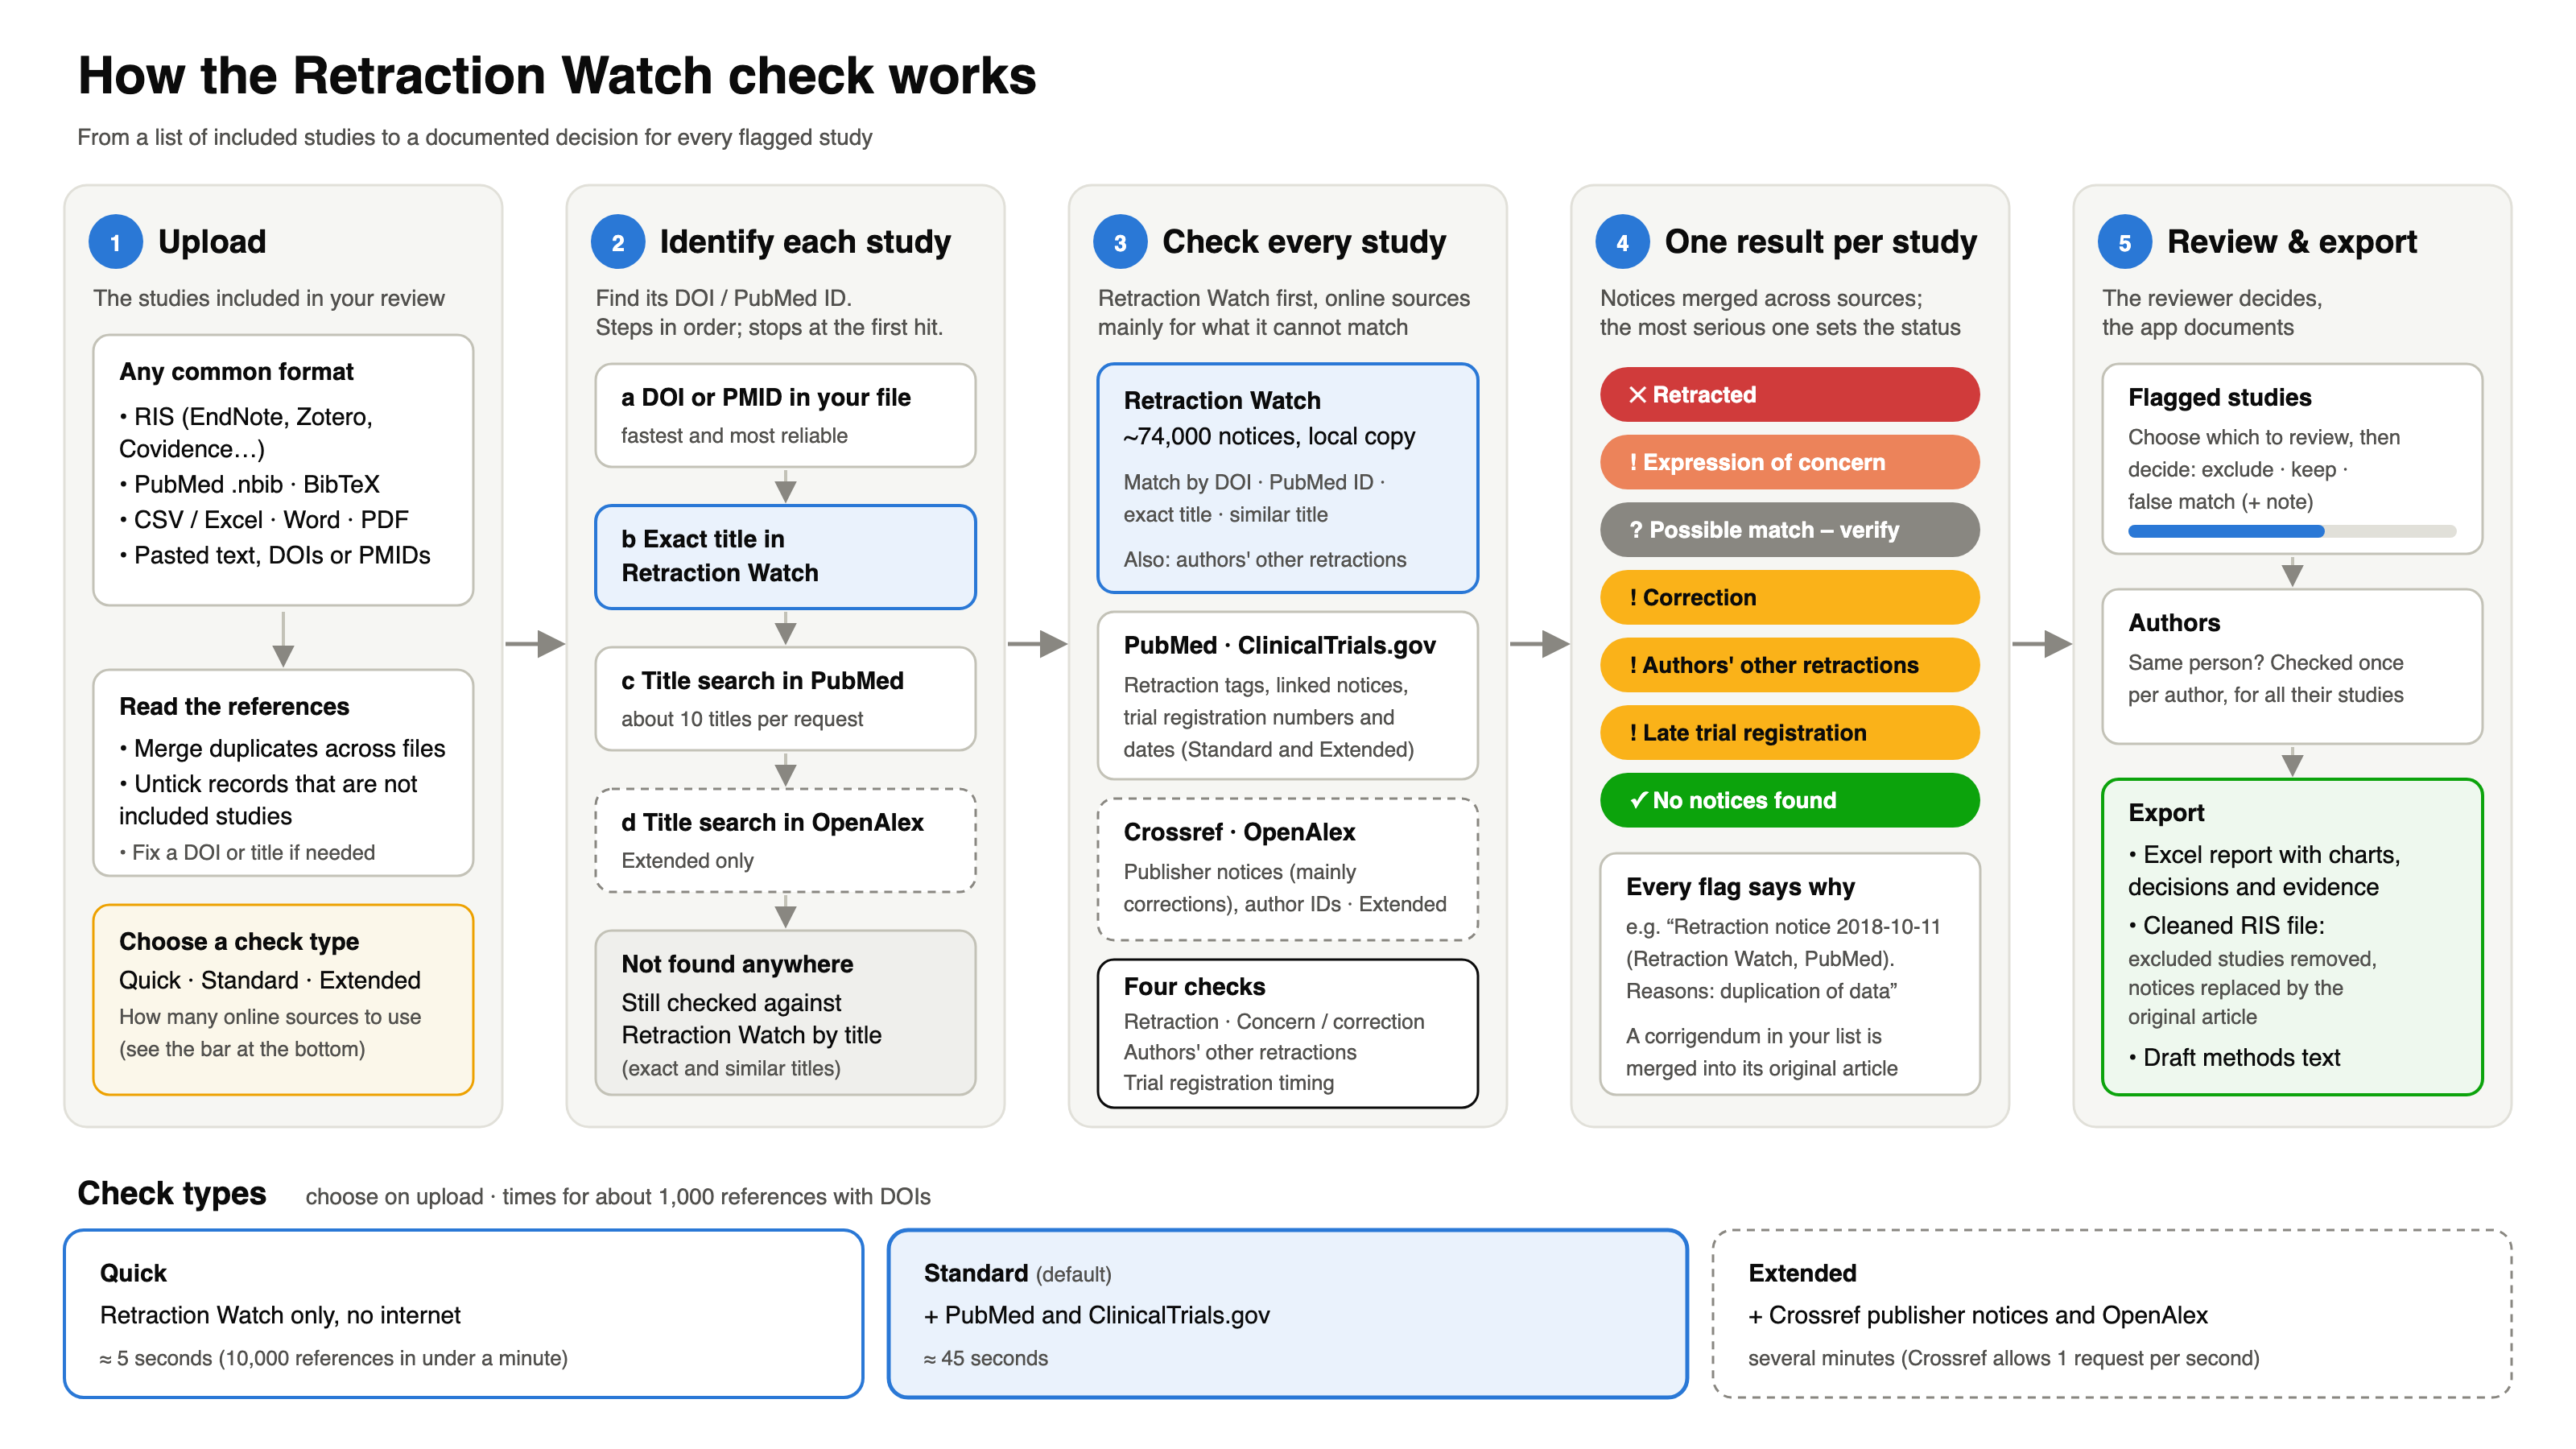 How the Retraction Watch check works
From a list of included studies to a documented decision for every flagged study
1 Upload
The studies included in your review
Any common format
• RIS (EndNote, Zotero,
Covidence…)
• PubMed .nbib · BibTeX
• CSV / Excel · Word · PDF
• Pasted text, DOIs or PMIDs
Read the references
• Merge duplicates across files
• Untick records that are not
included studies
• Fix a DOI or title if needed
Choose a check type
Quick · Standard · Extended
How many online sources to use
(see the bar at the bottom)
2 Identify each study
Find its DOI / PubMed ID.
Steps in order; stops at the first hit.
a DOI or PMID in your file
fastest and most reliable
b Exact title in
Retraction Watch
c Title search in PubMed
about 10 titles per request
d Title search in OpenAlex
Extended only
Not found anywhere
Still checked against
Retraction Watch by title
(exact and similar titles)
3 Check every study
Retraction Watch first, online sources
mainly for what it cannot match
Retraction Watch
~74,000 notices, local copy
Match by DOI · PubMed ID ·
exact title · similar title
Also: authors' other retractions
PubMed · ClinicalTrials.gov
Retraction tags, linked notices,
trial registration numbers and
dates (Standard and Extended)
Crossref · OpenAlex
Publisher notices (mainly
corrections), author IDs · Extended
Four checks
Retraction · Concern / correction
Authors' other retractions
Trial registration timing
4 One result per study
Notices merged across sources;
the most serious one sets the status
✕ Retracted
! Expression of concern
? Possible match – verify
! Correction
! Authors' other retractions
! Late trial registration
✓ No notices found
Every flag says why
e.g. “Retraction notice 2018-10-11
(Retraction Watch, PubMed).
Reasons: duplication of data”
A corrigendum in your list is
merged into its original article
5 Review & export
The reviewer decides,
the app documents
Flagged studies
Choose which to review, then
decide: exclude · keep ·
false match (+ note)
Authors
Same person? Checked once
per author, for all their studies
Export
• Excel report with charts,
decisions and evidence
• Cleaned RIS file:
excluded studies removed,
notices replaced by the
original article
• Draft methods text
Check types choose on upload · times for about 1,000 references with DOIs
Quick
Retraction Watch only, no internet
≈ 5 seconds (10,000 references in under a minute)
Standard (default)
+ PubMed and ClinicalTrials.gov
≈ 45 seconds
Extended
+ Crossref publisher notices and OpenAlex
several minutes (Crossref allows 1 request per second)